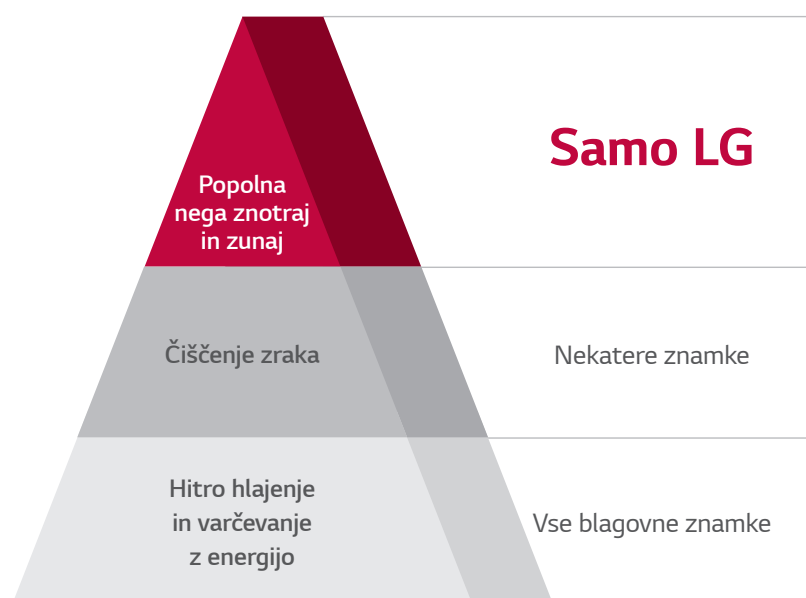 Popolna
nega znotraj
in zunaj
Samo LG
Čiščenje zraka
Nekatere znamke
Hitro hlajenje
in varčevanje
z energijo
Vse blagovne znamke